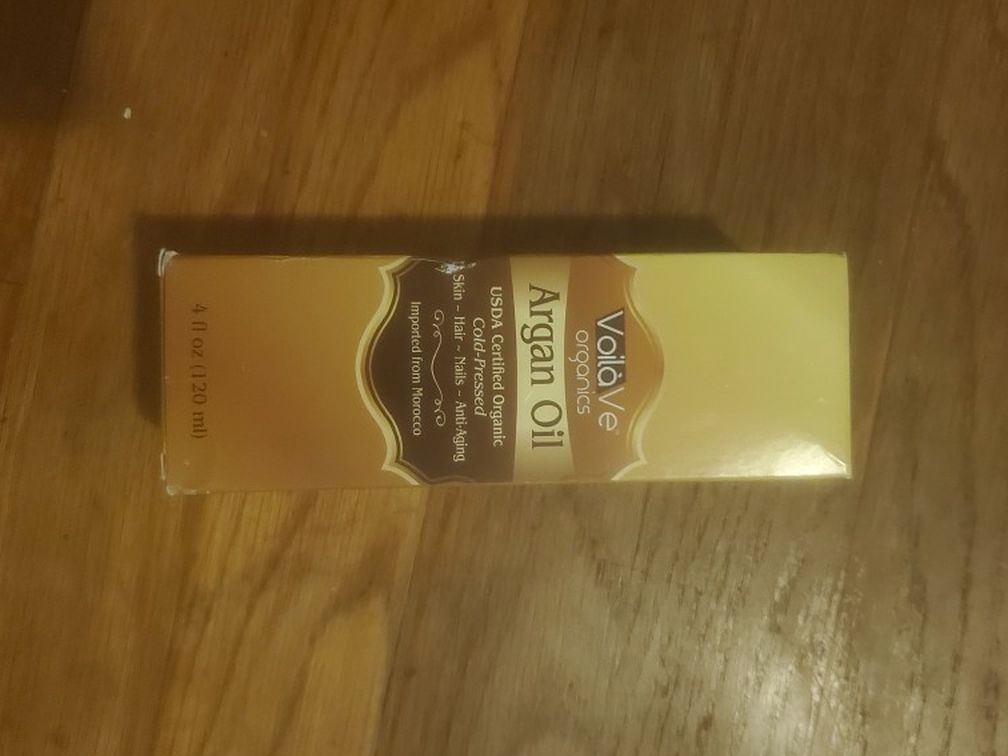 VoilàVe
organics
Argan Oil
USDA Certified Organic
Cold-Pressed
Skin ~ Hair ~ Nails ~ Anti-Aging
Imported from Morocco
4 fl oz (120 ml)